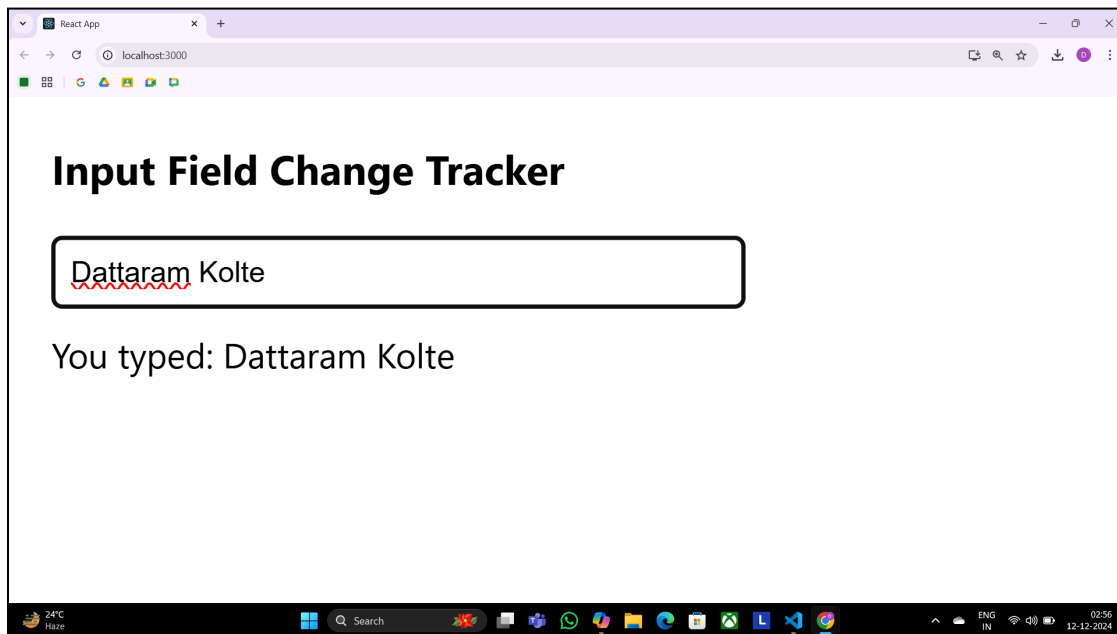 React App
localhost:3000
D
Input Field Change Tracker
Dattaram Kolte
You typed: Dattaram Kolte
24°C
Haze
Search
L
ENG
IN
02:56
12-12-2024